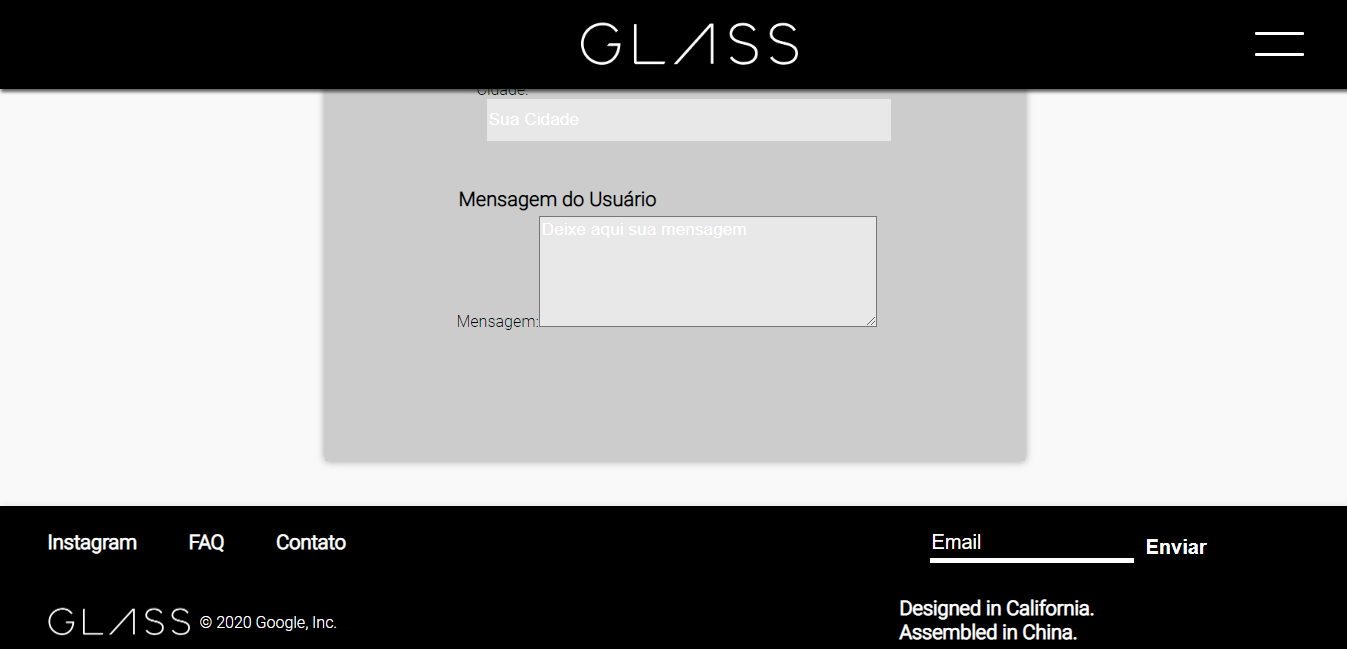 GLASS
Cidade:
Sua Cidade
Mensagem do Usuário
Deixe aqui sua mensagem
Mensagem:
Instagram FAQ Contato
Email Enviar
GLASS © 2020 Google, Inc.
Designed in California.
Assembled in China.